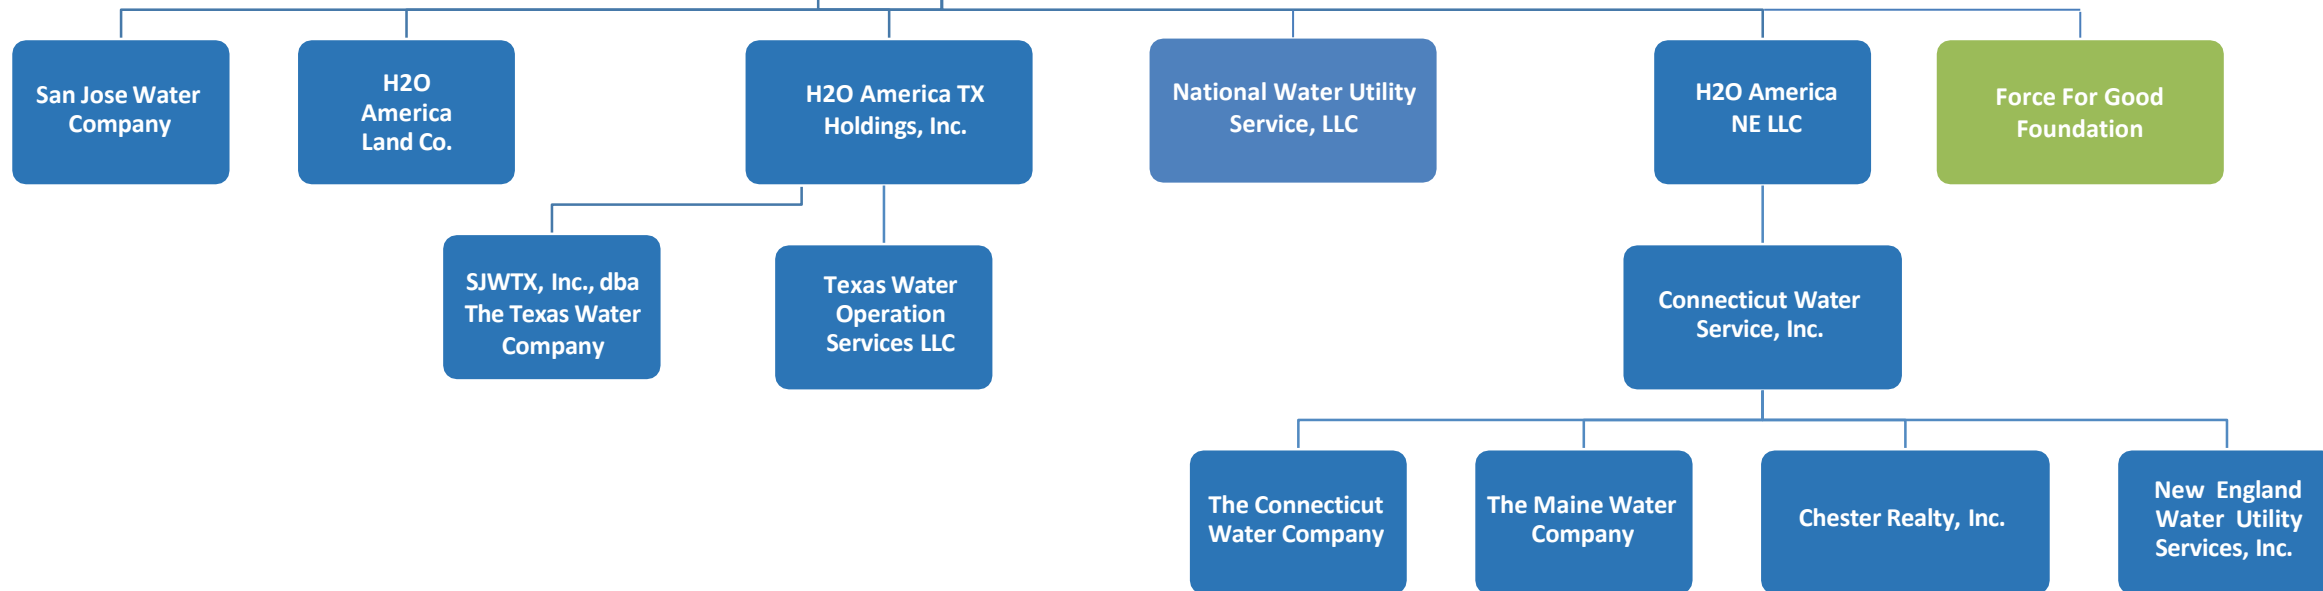 San Jose Water
Company
H2O
America
Land Co.
H2O America TX
Holdings, Inc.
National Water Utility
Service, LLC
H2O America
NE LLC
Force For Good
Foundation
SJWTX, Inc., dba
The Texas Water
Company
Texas Water
Operation
Services LLC
Connecticut Water
Service, Inc.
The Connecticut
Water Company
The Maine Water
Company
Chester Realty, Inc.
New England
Water Utility
Services, Inc.